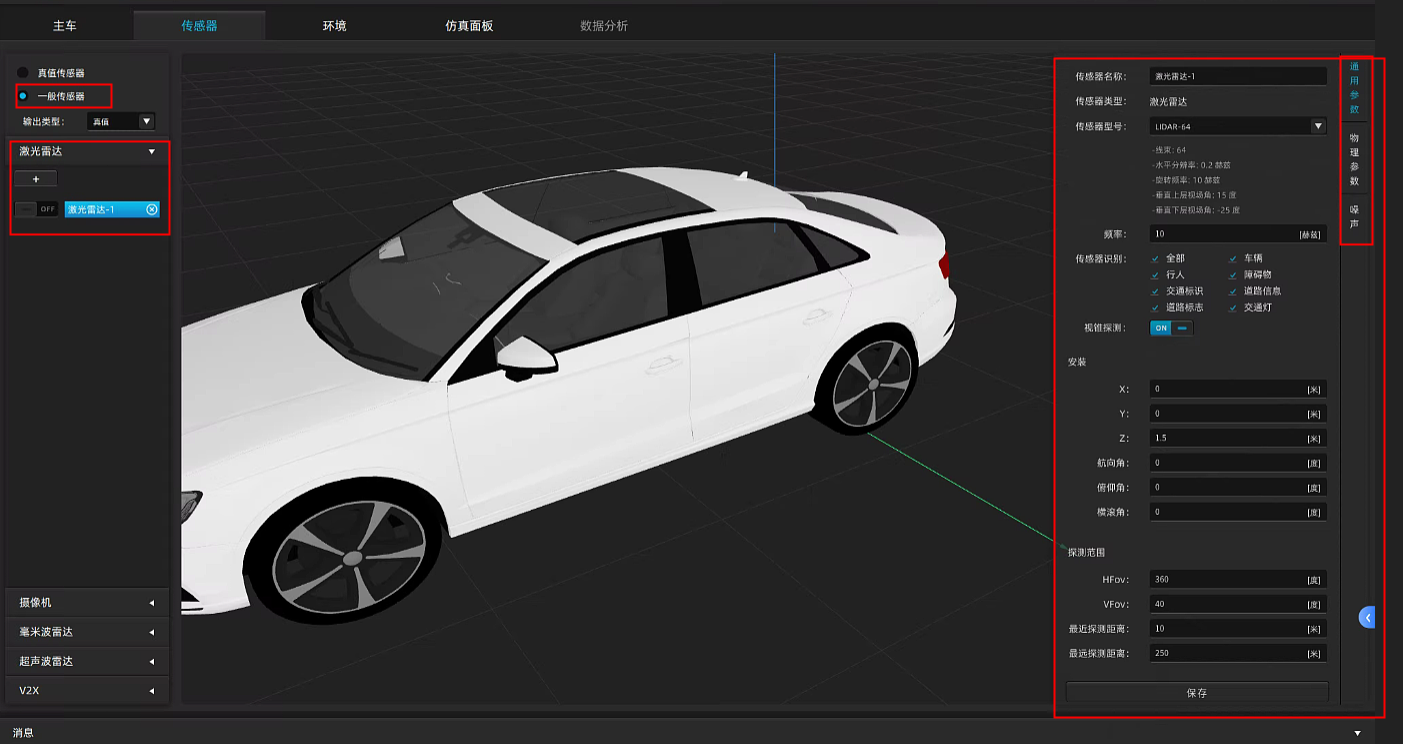 主车 传感器 环境 仿真面板 数据分析
真值传感器
一般传感器
输出类型： 真值
激光雷达
+
OFF 激光雷达-1
摄像机
毫米波雷达
超声波雷达
V2X
传感器名称： 激光雷达-1
传感器类型： 激光雷达
传感器型号： LIDAR-64
-线束: 64
-水平分辨率: 0.2 赫兹
-旋转频率: 10 赫兹
-垂直上层视场角: 15 度
-垂直下层视场角: -25 度
频率： 10 [赫兹]
传感器识别： 全部 车辆
行人 障碍物
交通标识 道路信息
道路标志 交通灯
视锥探测： ON
安装
X: 0 [米]
Y: 0 [米]
Z: 1.5 [米]
航向角： 0 [度]
俯仰角： 0 [度]
横滚角： 0 [度]
探测范围
HFov: 360 [度]
VFov: 40 [度]
最近探测距离： 10 [米]
最远探测距离： 250 [米]
保存
通用参数
物理参数
噪声
消息